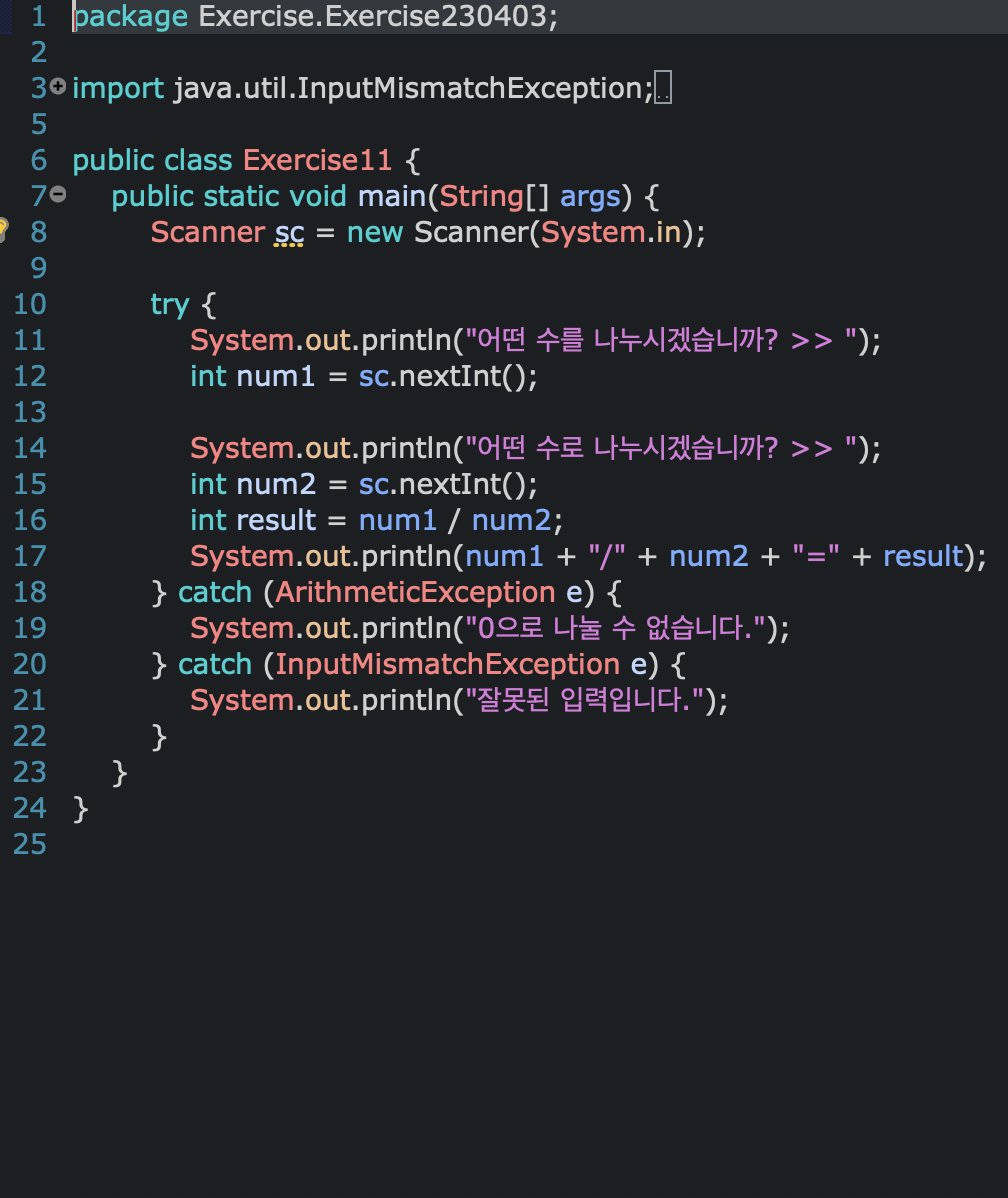 1 package Exercise.Exercise230403;
2
3 import java.util.InputMismatchException;
5
6 public class Exercise11 {
7 public static void main(String[] args) {
8 Scanner sc = new Scanner(System.in);
9
10 try {
11 System.out.println("어떤 수를 나누시겠습니까? >> ");
12 int num1 = sc.nextInt();
13
14 System.out.println("어떤 수로 나누시겠습니까? >> ");
15 int num2 = sc.nextInt();
16 int result = num1 / num2;
17 System.out.println(num1 + "/" + num2 + "=" + result);
18 } catch (ArithmeticException e) {
19 System.out.println("0으로 나눌 수 없습니다.");
20 } catch (InputMismatchException e) {
21 System.out.println("잘못된 입력입니다.");
22 }
23 }
24 }
25